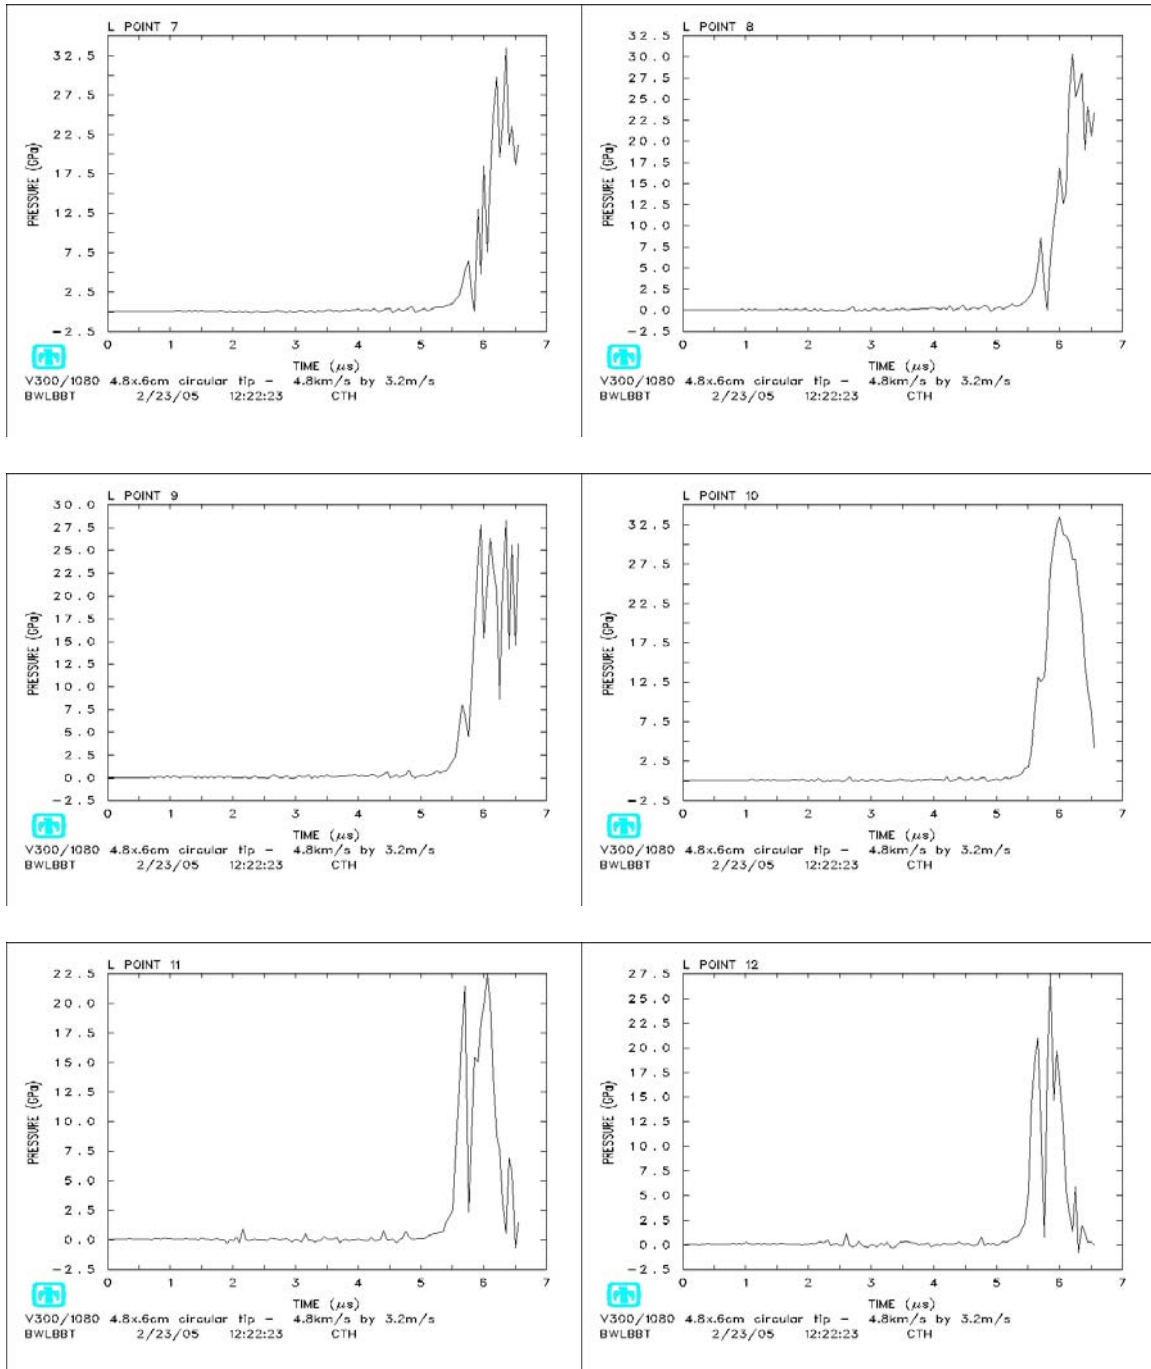 L POINT 7
32.5
27.5
22.5
17.5
12.5
7.5
2.5
-2.5
PRESSURE (GPa)
0 1 2 3 4 5 6 7
TIME (μs)
V300/1080 4.8x.6cm circular tip - 4.8km/s by 3.2m/s
BWLBBT 2/23/05 12:22:23 CTH
L POINT 8
32.5
30.0
27.5
25.0
22.5
20.0
17.5
15.0
12.5
10.0
7.5
5.0
2.5
0.0
-2.5
PRESSURE (GPa)
0 1 2 3 4 5 6 7
TIME (μs)
V300/1080 4.8x.6cm circular tip - 4.8km/s by 3.2m/s
BWLBBT 2/23/05 12:22:23 CTH
L POINT 9
30.0
27.5
25.0
22.5
20.0
17.5
15.0
12.5
10.0
7.5
5.0
2.5
0.0
-2.5
PRESSURE (GPa)
0 1 2 3 4 5 6 7
TIME (μs)
V300/1080 4.8x.6cm circular tip - 4.8km/s by 3.2m/s
BWLBBT 2/23/05 12:22:23 CTH
L POINT 10
32.5
27.5
22.5
17.5
12.5
7.5
2.5
-2.5
PRESSURE (GPa)
0 1 2 3 4 5 6 7
TIME (μs)
V300/1080 4.8x.6cm circular tip - 4.8km/s by 3.2m/s
BWLBBT 2/23/05 12:22:23 CTH
L POINT 11
22.5
20.0
17.5
15.0
12.5
10.0
7.5
5.0
2.5
0.0
-2.5
PRESSURE (GPa)
0 1 2 3 4 5 6 7
TIME (μs)
V300/1080 4.8x.6cm circular tip - 4.8km/s by 3.2m/s
BWLBBT 2/23/05 12:22:23 CTH
L POINT 12
27.5
25.0
22.5
20.0
17.5
15.0
12.5
10.0
7.5
5.0
2.5
0.0
-2.5
PRESSURE (GPa)
0 1 2 3 4 5 6 7
TIME (μs)
V300/1080 4.8x.6cm circular tip - 4.8km/s by 3.2m/s
BWLBBT 2/23/05 12:22:23 CTH